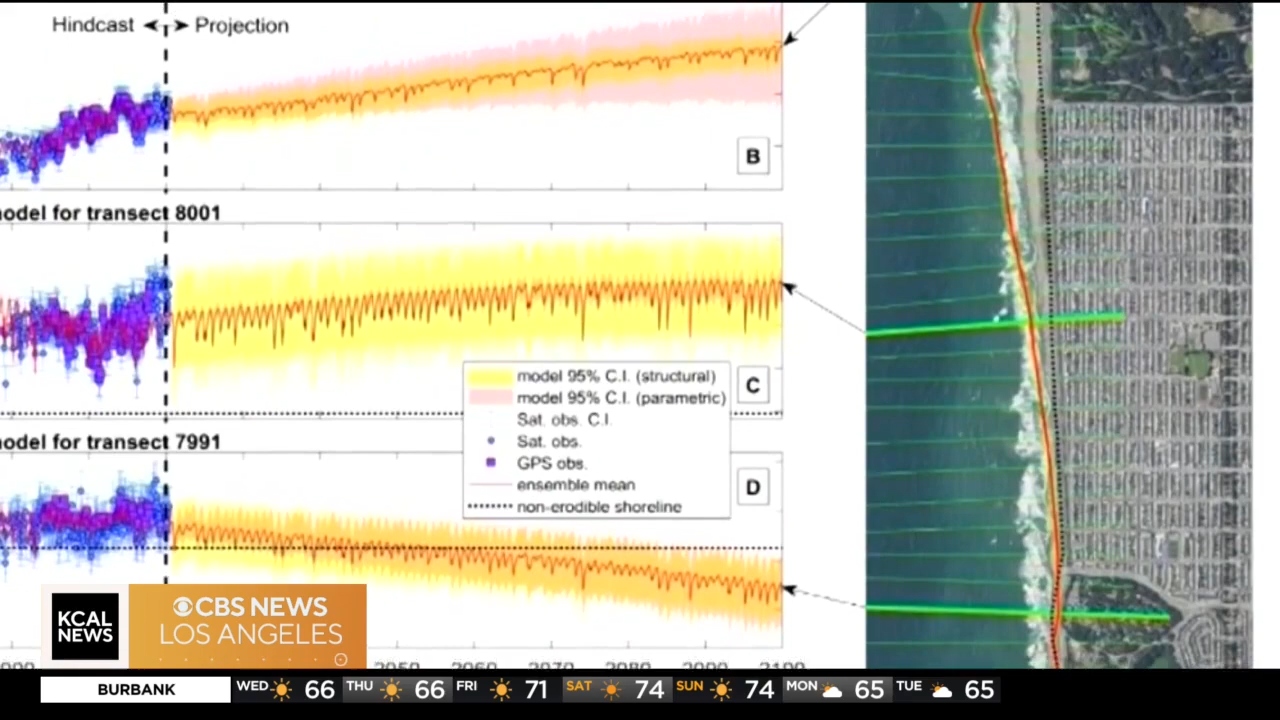 Hindcast
Projection
B
odel for transect 8001
C
model 95% C.I. (structural)
model 95% C.I. (parametric)
Sat. obs. C.I.
Sat. obs.
GPS obs.
ensemble mean
non-erodible shoreline
odel for transect 7991
D
2050 2060 2070 2080 2090 2100
KCAL
NEWS
CBS NEWS
LOS ANGELES
BURBANK WED 66 THU 66 FRI 71 SAT 74 SUN 74 MON 65 TUE 65